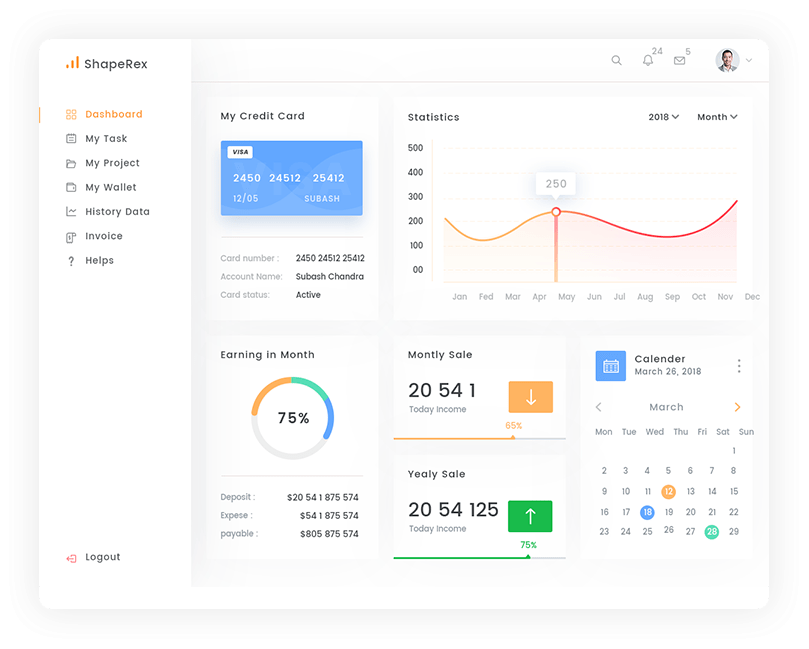 ShapeRex
24
5
Dashboard
My Task
My Project
My Wallet
History Data
Invoice
? Helps
Logout
My Credit Card
VISA
2450 24512 25412
12/05 SUBASH
Card number : 2450 24512 25412
Account Name: Subash Chandra
Card status: Active
Statistics
2018 Month
500
400
300
200
100
00
250
Jan Fed Mar Apr May Jun Jul Aug Sep Oct Nov Dec
Earning in Month
75%
Deposit : $20 54 1 875 574
Expese : $54 1 875 574
payable : $805 875 574
Montly Sale
20 54 1
Today Income
65%
Yealy Sale
20 54 125
Today Income
75%
Calender
March 26, 2018
March
Mon Tue Wed Thu Fri Sat Sun
1
2 3 4 5 6 7 8
9 10 11 12 13 14 15
16 17 18 19 20 21 22
23 24 25 26 27 28 29